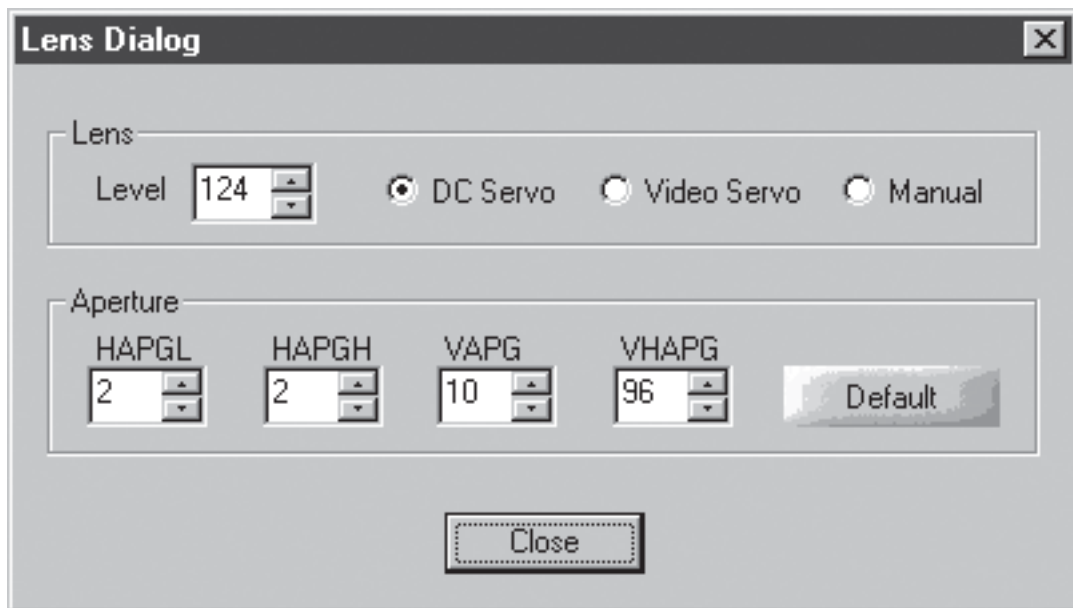 Lens Dialog
Lens
Level 124 DC Servo Video Servo Manual
Aperture
HAPGL HAPGH VAPG VHAPG
2 2 10 96 Default
Close